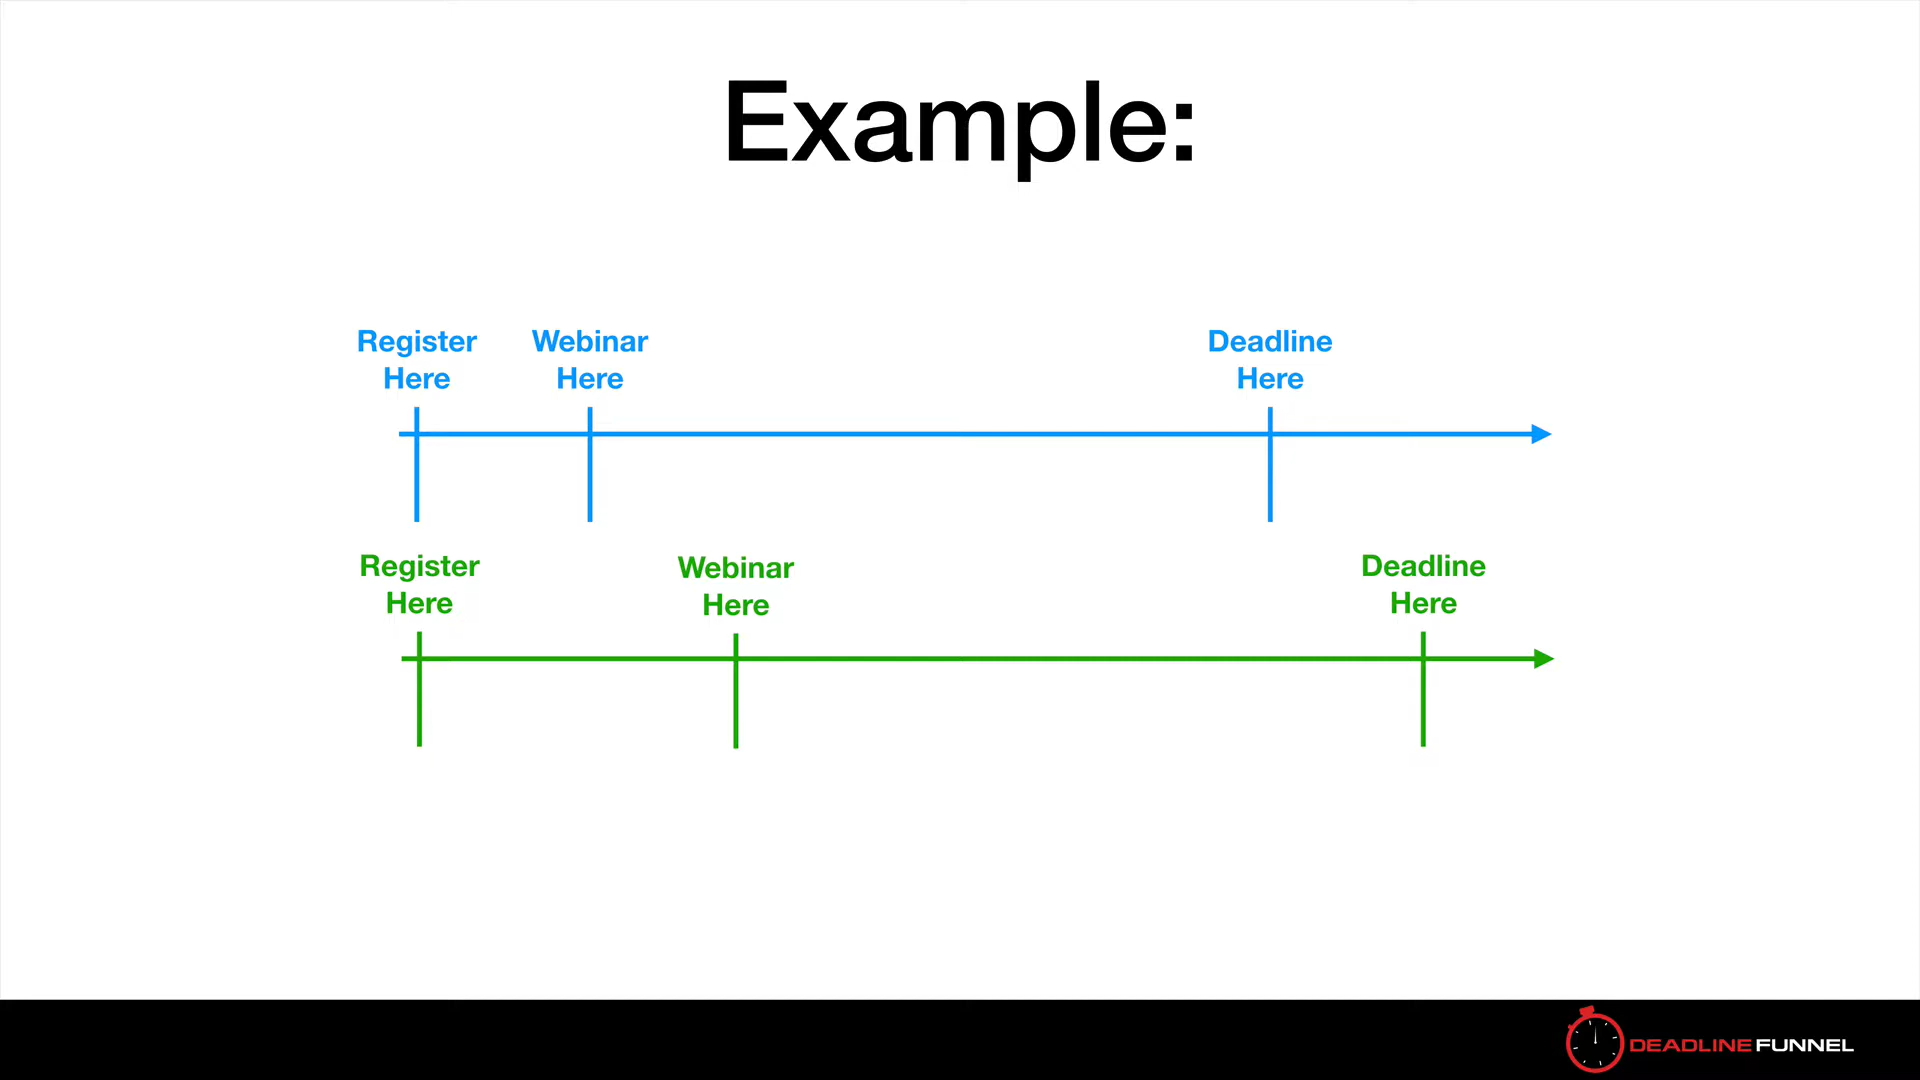 Example:
Register
Here
Webinar
Here
Deadline
Here
Register
Here
Webinar
Here
Deadline
Here
DEADLINE FUNNEL